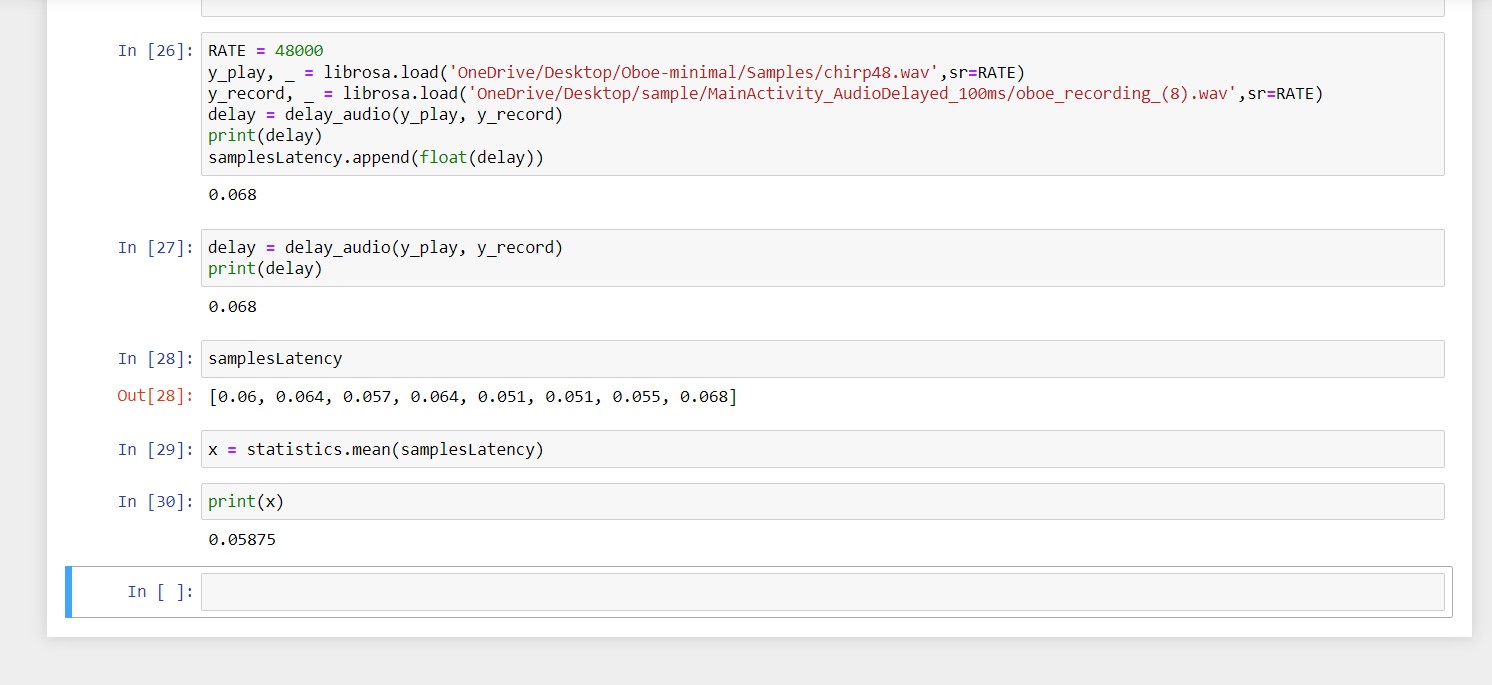 In [26]: RATE = 48000
y_play, _ = librosa.load('OneDrive/Desktop/Oboe-minimal/Samples/chirp48.wav',sr=RATE)
y_record, _ = librosa.load('OneDrive/Desktop/sample/MainActivity_AudioDelayed_100ms/oboe_recording_(8).wav',sr=RATE)
delay = delay_audio(y_play, y_record)
print(delay)
samplesLatency.append(float(delay))
0.068
In [27]: delay = delay_audio(y_play, y_record)
print(delay)
0.068
In [28]: samplesLatency
Out[28]: [0.06, 0.064, 0.057, 0.064, 0.051, 0.051, 0.055, 0.068]
In [29]: x = statistics.mean(samplesLatency)
In [30]: print(x)
0.05875
In [ ]: